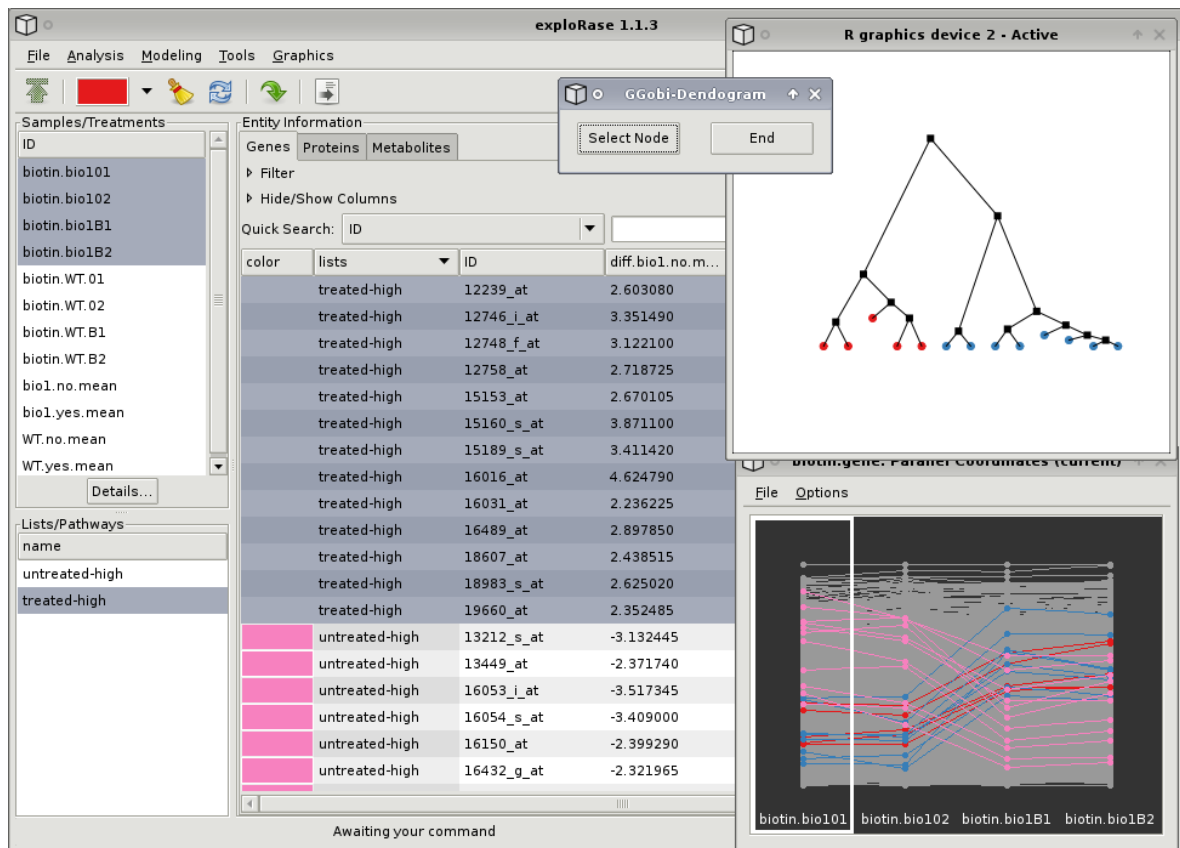 exploRase 1.1.3
File Analysis Modeling Tools Graphics
Samples/Treatments
ID
biotin.bio101
biotin.bio102
biotin.bio1B1
biotin.bio1B2
biotin.WT.01
biotin.WT.02
biotin.WT.B1
biotin.WT.B2
bio1.no.mean
bio1.yes.mean
WT.no.mean
WT.yes.mean
Details...
Lists/Pathways
name
untreated-high
treated-high
Entity Information
Genes Proteins Metabolites
Filter
Hide/Show Columns
Quick Search: ID
color lists ID diff.bio1.no.m...
treated-high 12239_at 2.603080
treated-high 12746_i_at 3.351490
treated-high 12748_f_at 3.122100
treated-high 12758_at 2.718725
treated-high 15153_at 2.670105
treated-high 15160_s_at 3.871100
treated-high 15189_s_at 3.411420
treated-high 16016_at 4.624790
treated-high 16031_at 2.236225
treated-high 16489_at 2.897850
treated-high 18607_at 2.438515
treated-high 18983_s_at 2.625020
treated-high 19660_at 2.352485
untreated-high 13212_s_at -3.132445
untreated-high 13449_at -2.371740
untreated-high 16053_i_at -3.517345
untreated-high 16054_s_at -3.409000
untreated-high 16150_at -2.399290
untreated-high 16432_g_at -2.321965
Awaiting your command
GGobi-Dendogram
Select Node End
R graphics device 2 - Active
biotin.gene: Parallel Coordinates (current)
File Options
biotin.bio101 biotin.bio102 biotin.bio1B1 biotin.bio1B2